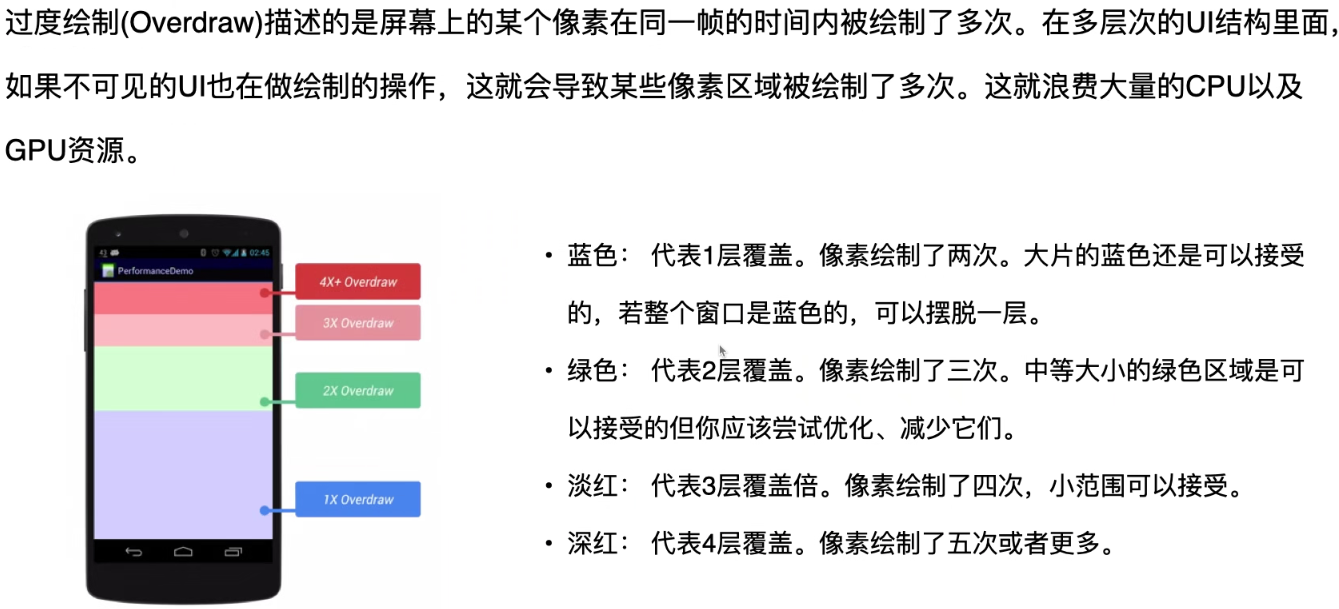 过度绘制(Overdraw)描述的是屏幕上的某个像素在同一帧的时间内被绘制了多次。在多层次的UI结构里面,
如果不可见的UI也在做绘制的操作，这就会导致某些像素区域被绘制了多次。这就浪费大量的CPU以及
GPU资源。
02:45
PerformanceDemo
4X+ Overdraw
3X Overdraw
2X Overdraw
1X Overdraw
• 蓝色： 代表1层覆盖。像素绘制了两次。大片的蓝色还是可以接受
的，若整个窗口是蓝色的，可以摆脱一层。
• 绿色： 代表2层覆盖。像素绘制了三次。中等大小的绿色区域是可
以接受的但你应该尝试优化、减少它们。
• 淡红： 代表3层覆盖倍。像素绘制了四次，小范围可以接受。
• 深红： 代表4层覆盖。像素绘制了五次或者更多。